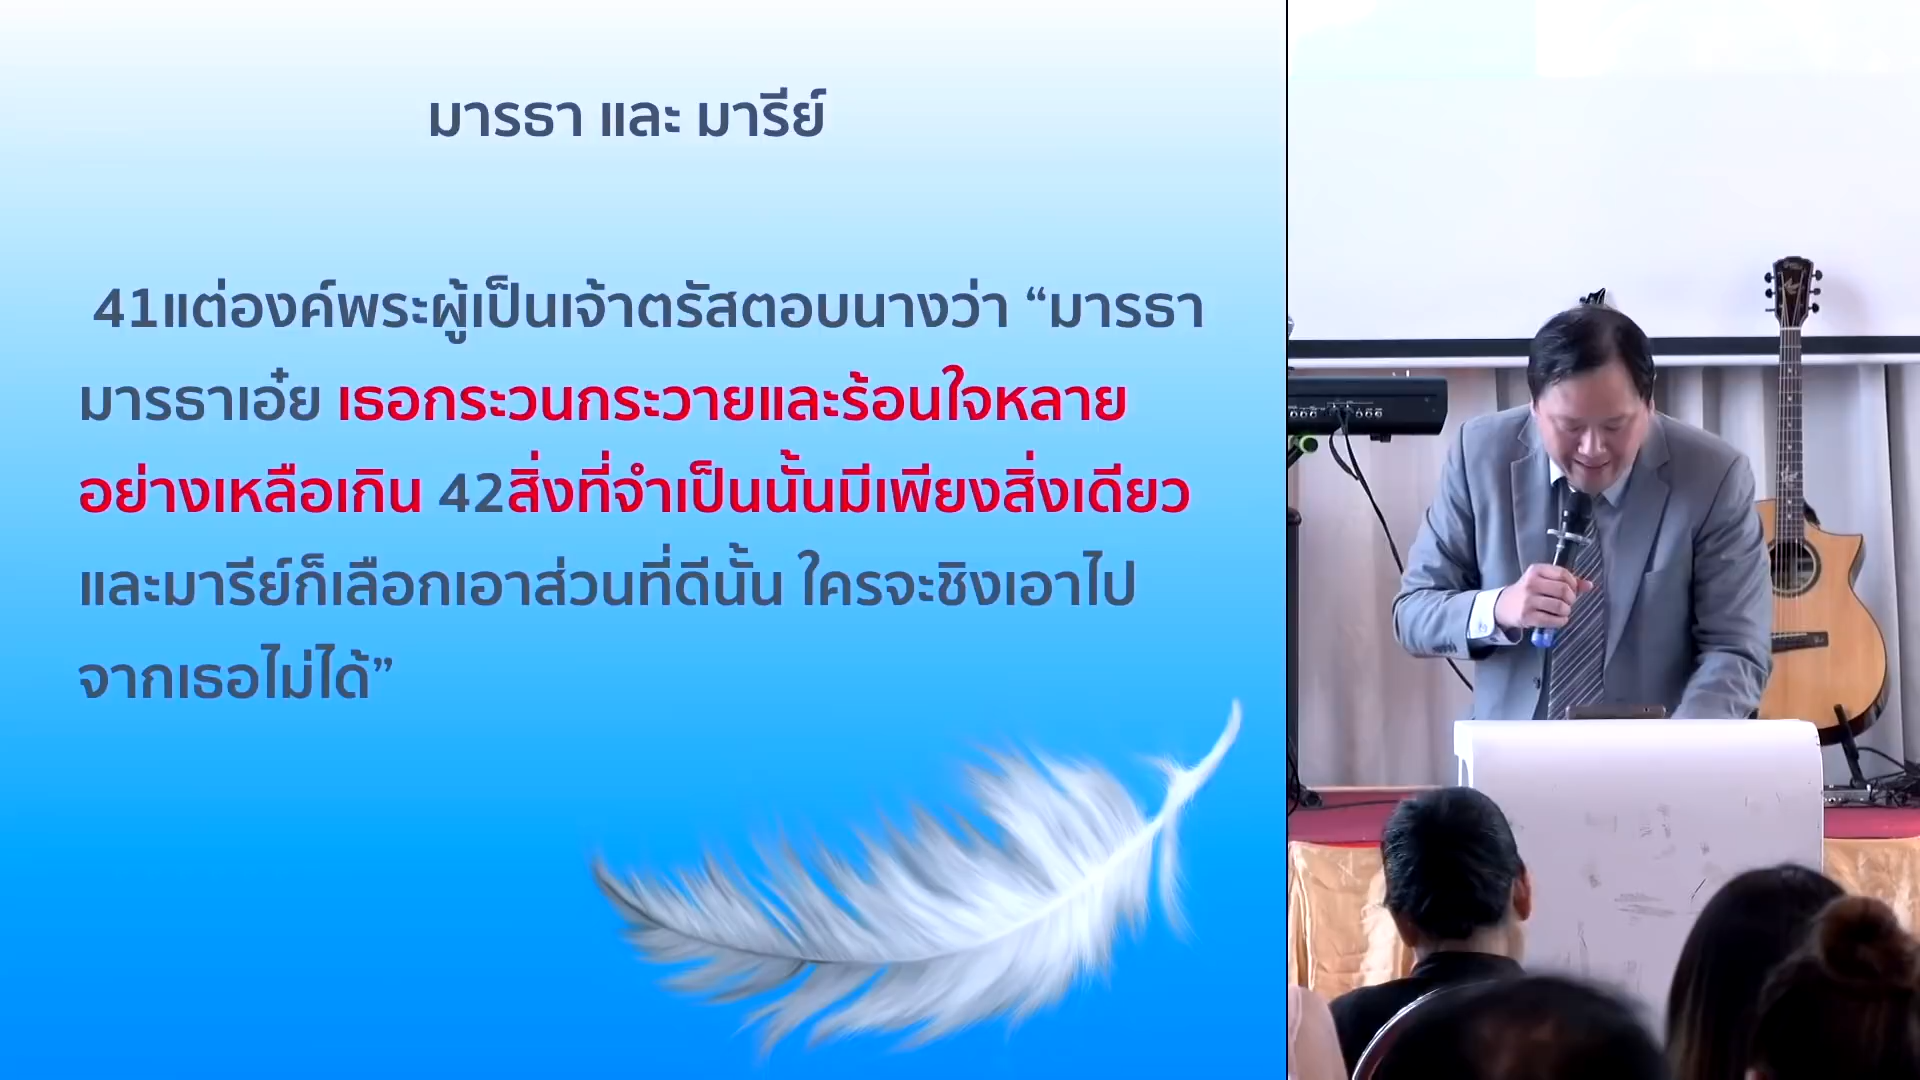 มารธา และ มารีย์
41แต่องค์พระผู้เป็นเจ้าตรัสตอบนางว่า “มารธา
มารธาเอ๋ย เธอกระวนกระวายและร้อนใจหลาย
อย่างเหลือเกิน 42สิ่งที่จำเป็นนั้นมีเพียงสิ่งเดียว
และมารีย์ก็เลือกเอาส่วนที่ดีนั้น ใครจะชิงเอาไป
จากเธอไม่ได้”